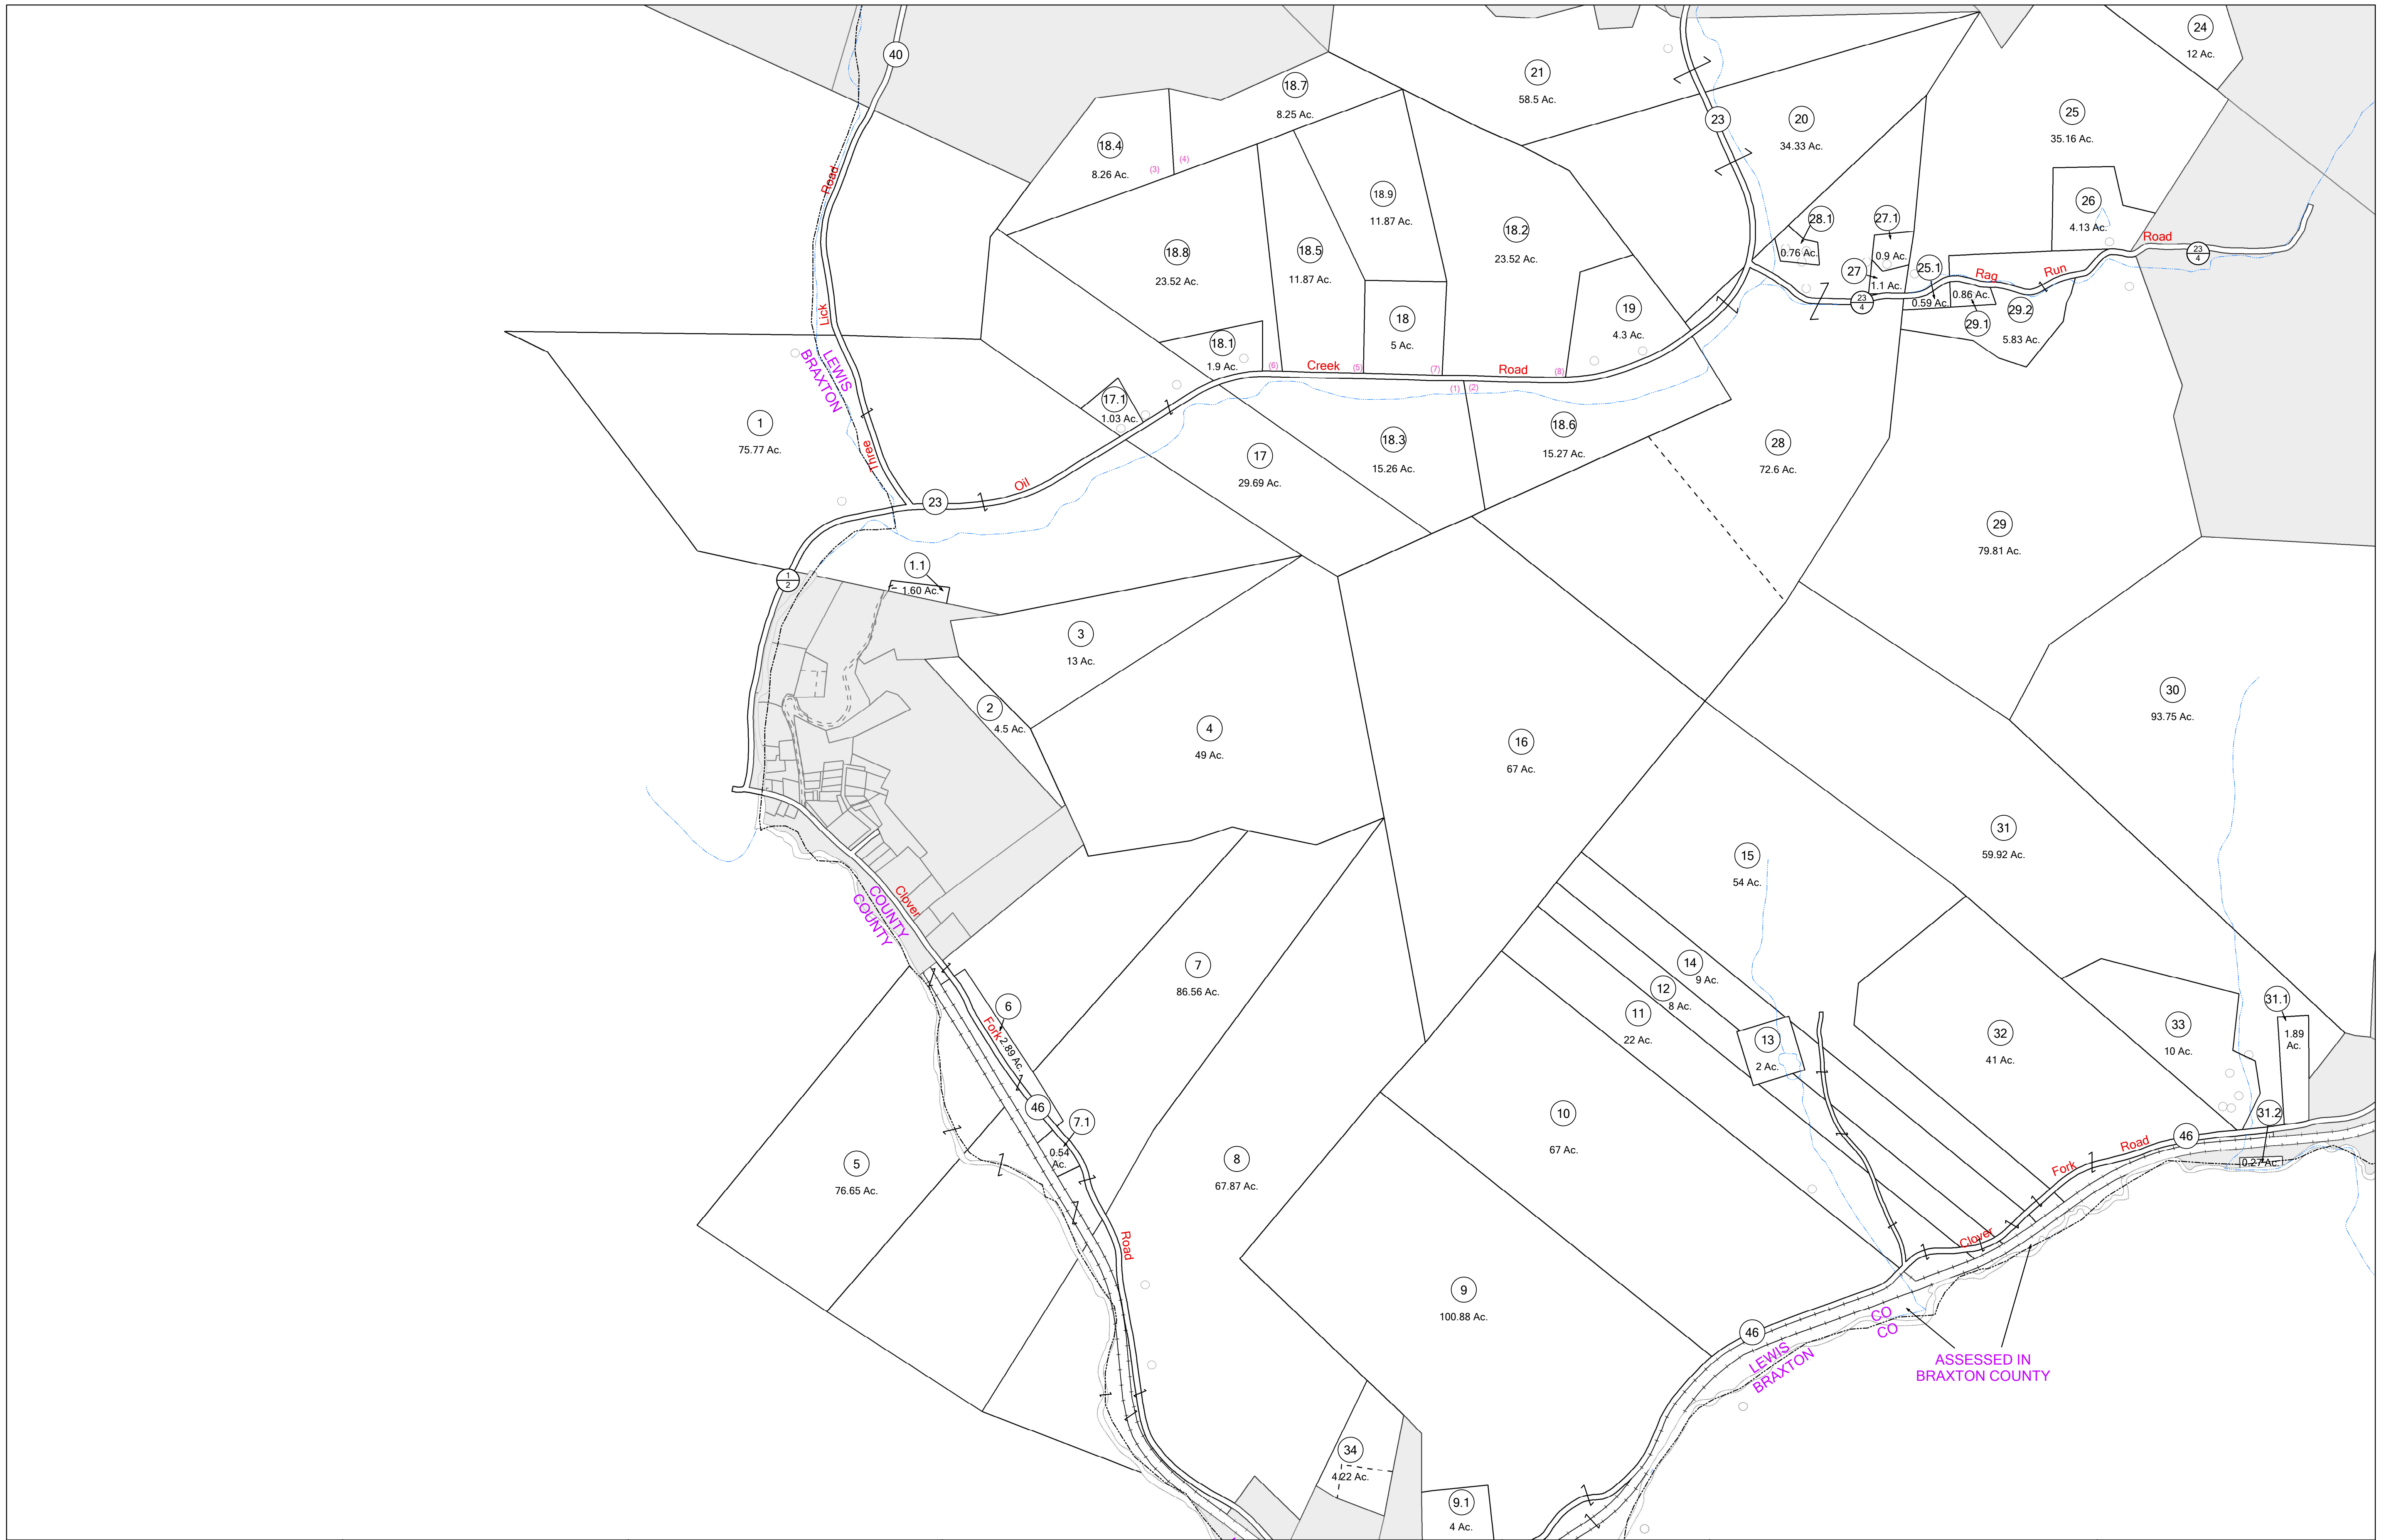 40
24
12 Ac.
21
58.5 Ac.
18.7
8.25 Ac.
23
20
34.33 Ac.
25
35.16 Ac.
18.4
8.26 Ac.
(3)
(4)
Road
18.9
11.87 Ac.
26
4.13 Ac.
28.1
0.76 Ac.
27.1
0.9 Ac.
18.8
23.52 Ac.
18.5
11.87 Ac.
18.2
23.52 Ac.
Road
23
4
27
1.1 Ac.
25.1
0.59 Ac.
Rag
Run
0.86 Ac.
29.1
29.2
5.83 Ac.
23
4
Lick
18
5 Ac.
19
4.3 Ac.
18.1
1.9 Ac.
(6)
Creek
(5)
(7)
Road
(8)
(1)
(2)
LEWIS
BRAXTON
17.1
1.03 Ac.
1
75.77 Ac.
Three
18.3
15.26 Ac.
18.6
15.27 Ac.
28
72.6 Ac.
17
29.69 Ac.
23
Oil
29
79.81 Ac.
1
2
1.1
1.60 Ac.
3
13 Ac.
2
4.5 Ac.
4
49 Ac.
16
67 Ac.
30
93.75 Ac.
31
59.92 Ac.
15
54 Ac.
Clover
COUNTY
COUNTY
7
86.56 Ac.
14
9 Ac.
12
8 Ac.
11
22 Ac.
6
Fork
2.89 Ac.
13
2 Ac.
32
41 Ac.
33
10 Ac.
31.1
1.89
Ac.
46
7.1
0.54
Ac.
10
67 Ac.
31.2
0.27 Ac.
46
Road
Fork
5
76.65 Ac.
8
67.87 Ac.
Road
Clover
9
100.88 Ac.
46
CO
CO
LEWIS
BRAXTON
ASSESSED IN
BRAXTON COUNTY
34
4.22 Ac.
9.1
4 Ac.